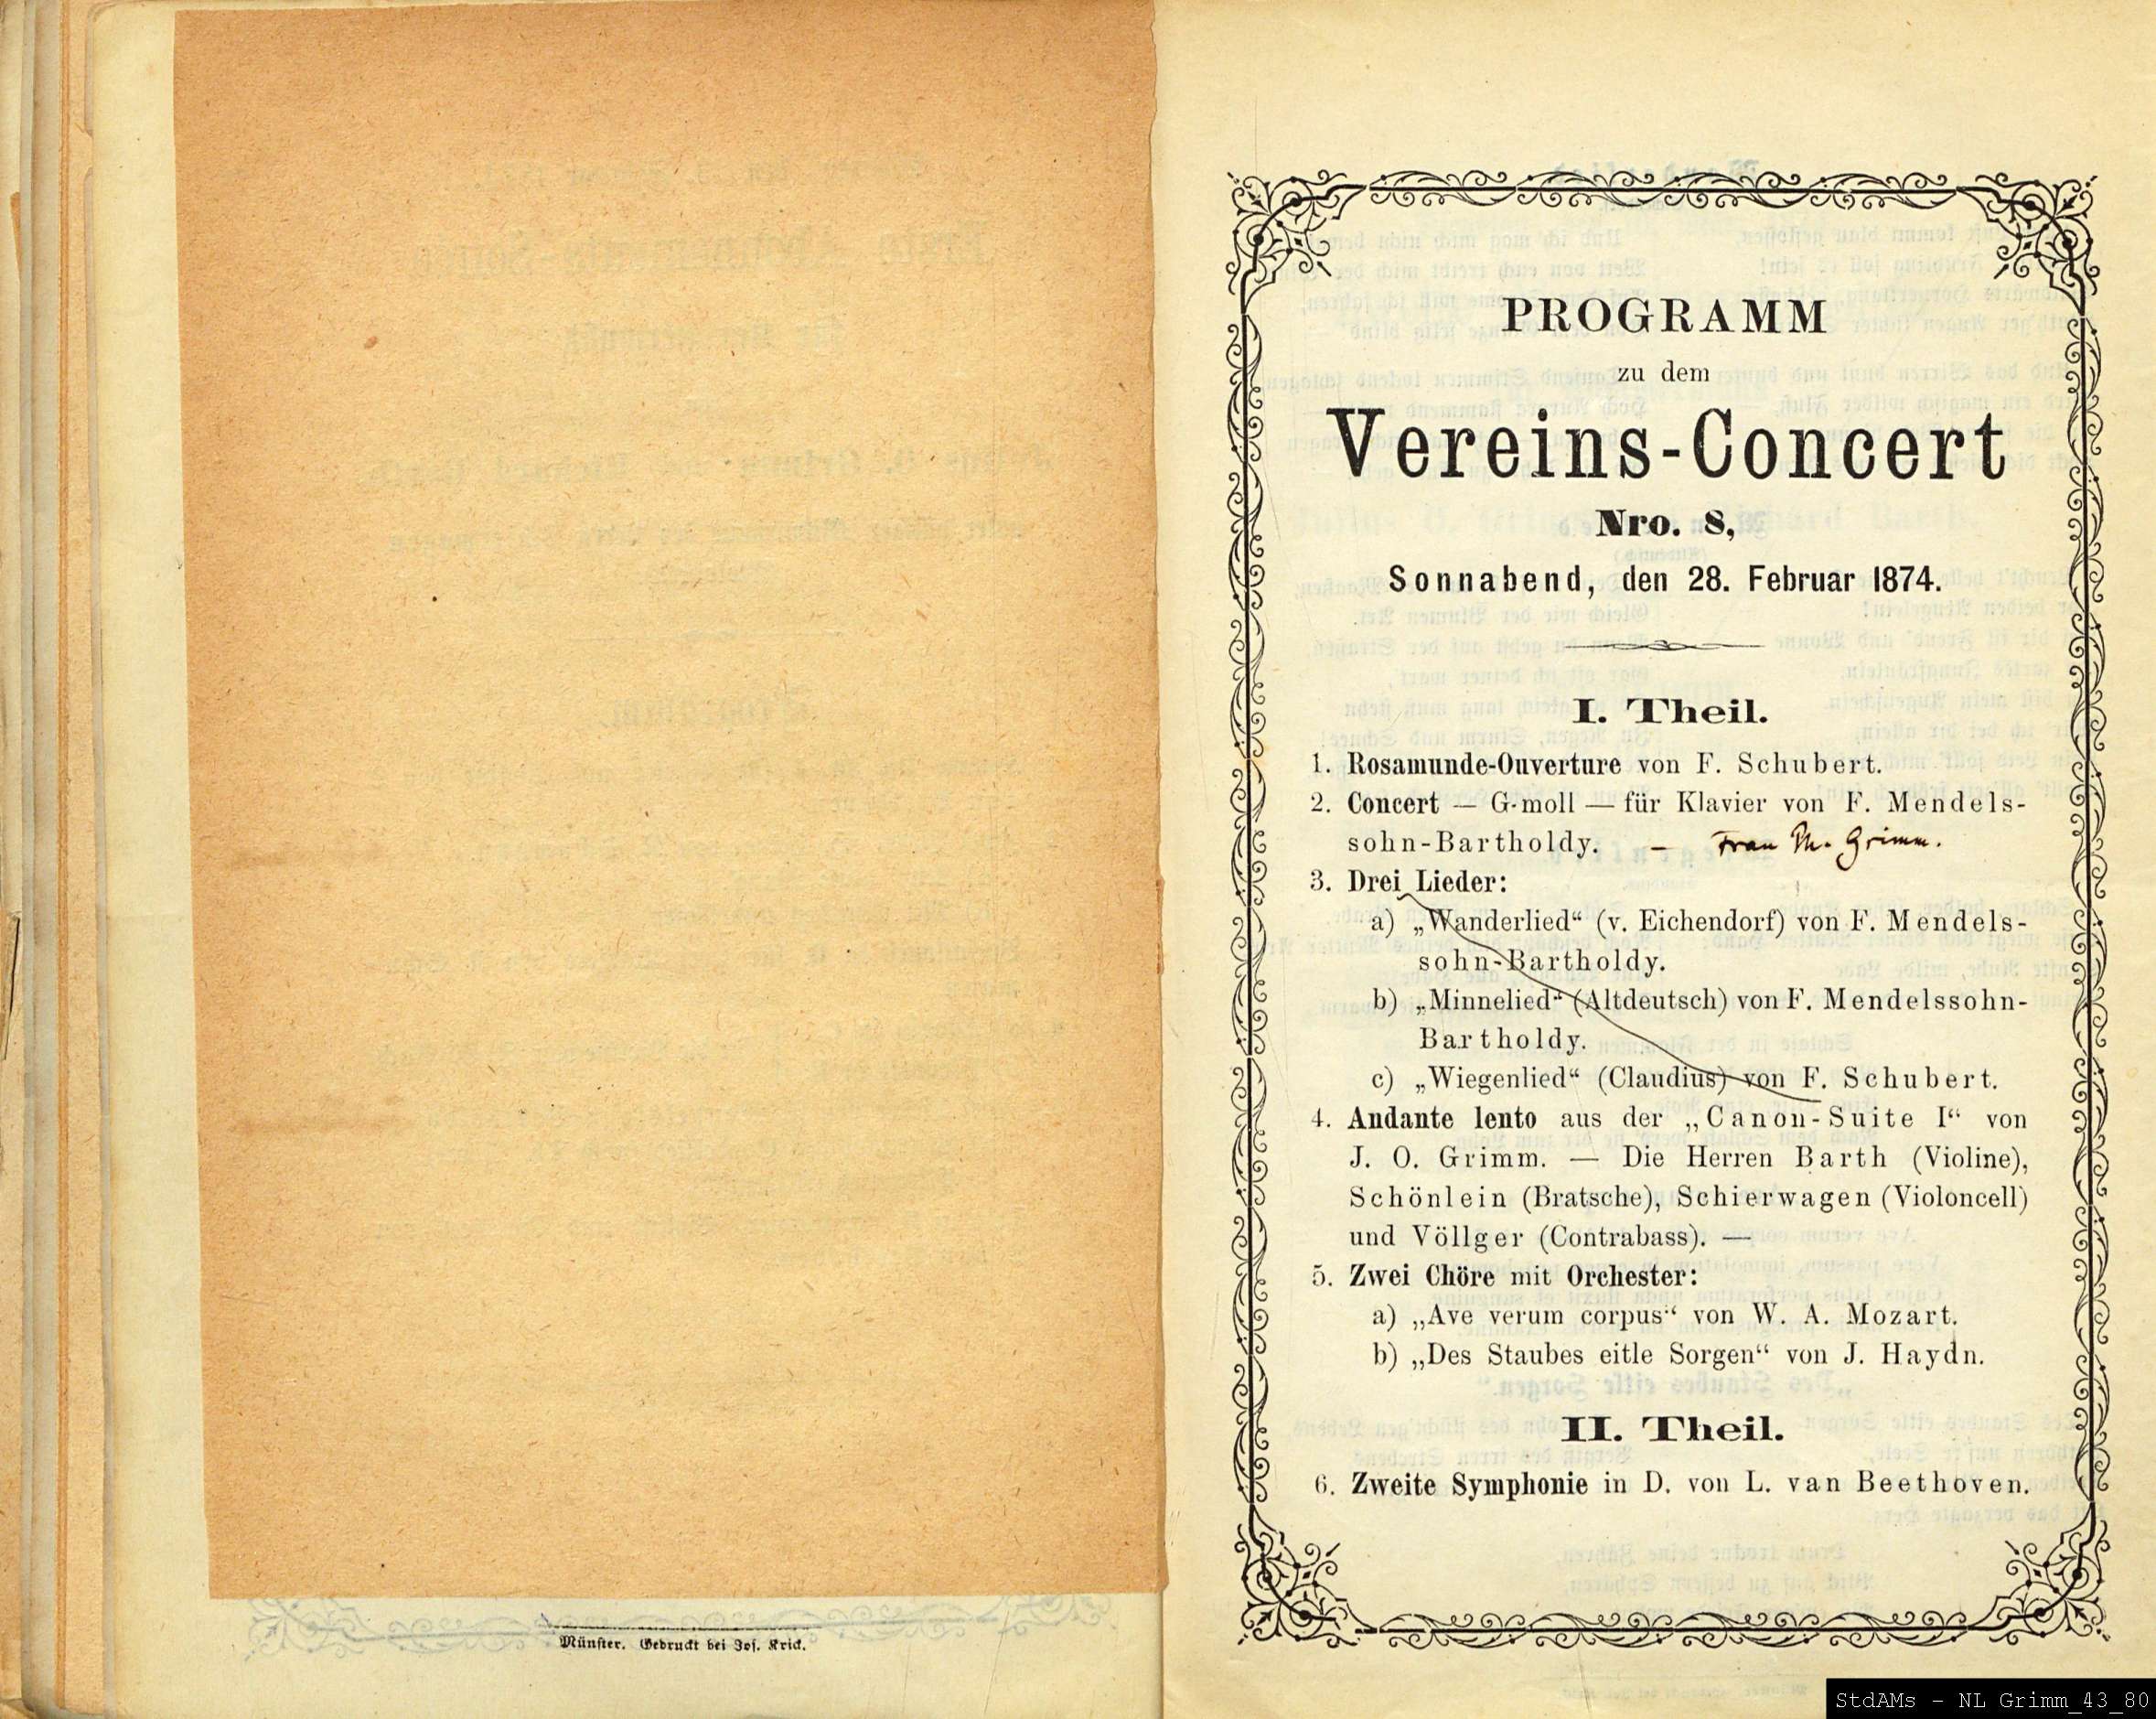 Münster. Gedruckt bei Jos. Krick.
PROGRAMM
zu dem
Vereins-Concert
Nro. 8,
Sonnabend, den 28. Februar 1874.
I. Theil.
1. Rosamunde-Ouverture von F. Schubert.
2. Concert — G-moll — für Klavier von F. Mendels-
sohn-Bartholdy. — Frau Ph. Grimm.
3. Drei Lieder:
a) „Wanderlied“ (v. Eichendorf) von F. Mendels-
sohn-Bartholdy.
b) „Minnelied“ (Altdeutsch) von F. Mendelssohn-
Bartholdy.
c) „Wiegenlied“ (Claudius) von F. Schubert.
4. Andante lento aus der „Canon-Suite I“ von
J. O. Grimm. — Die Herren Barth (Violine),
Schönlein (Bratsche), Schierwagen (Violoncell)
und Völlger (Contrabass). —
5. Zwei Chöre mit Orchester:
a) „Ave verum corpus“ von W. A. Mozart.
b) „Des Staubes eitle Sorgen“ von J. Haydn.
II. Theil.
6. Zweite Symphonie in D. von L. van Beethoven.
StdAMs - NL Grimm_43_80